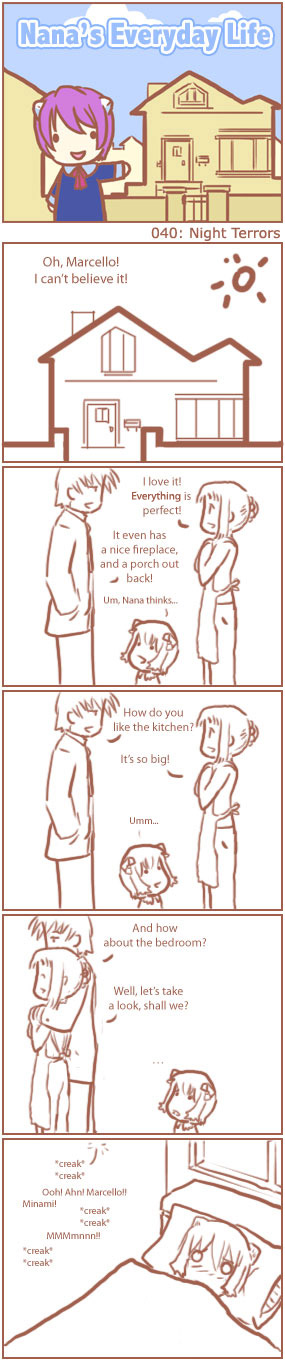 Nana's Everyday Life
040: Night Terrors
Oh, Marcello!
I can't believe it!
I love it!
Everything is
perfect!
It even has
a nice fireplace,
and a porch out
back!
Um, Nana thinks...
How do you
like the kitchen?
It's so big!
Umm...
And how
about the bedroom?
Well, let's take
a look, shall we?
...
*creak*
*creak*
Ooh! Ahn! Marcello!!
Minami!
*creak*
*creak*
MMMmnnn!!
*creak*
*creak*